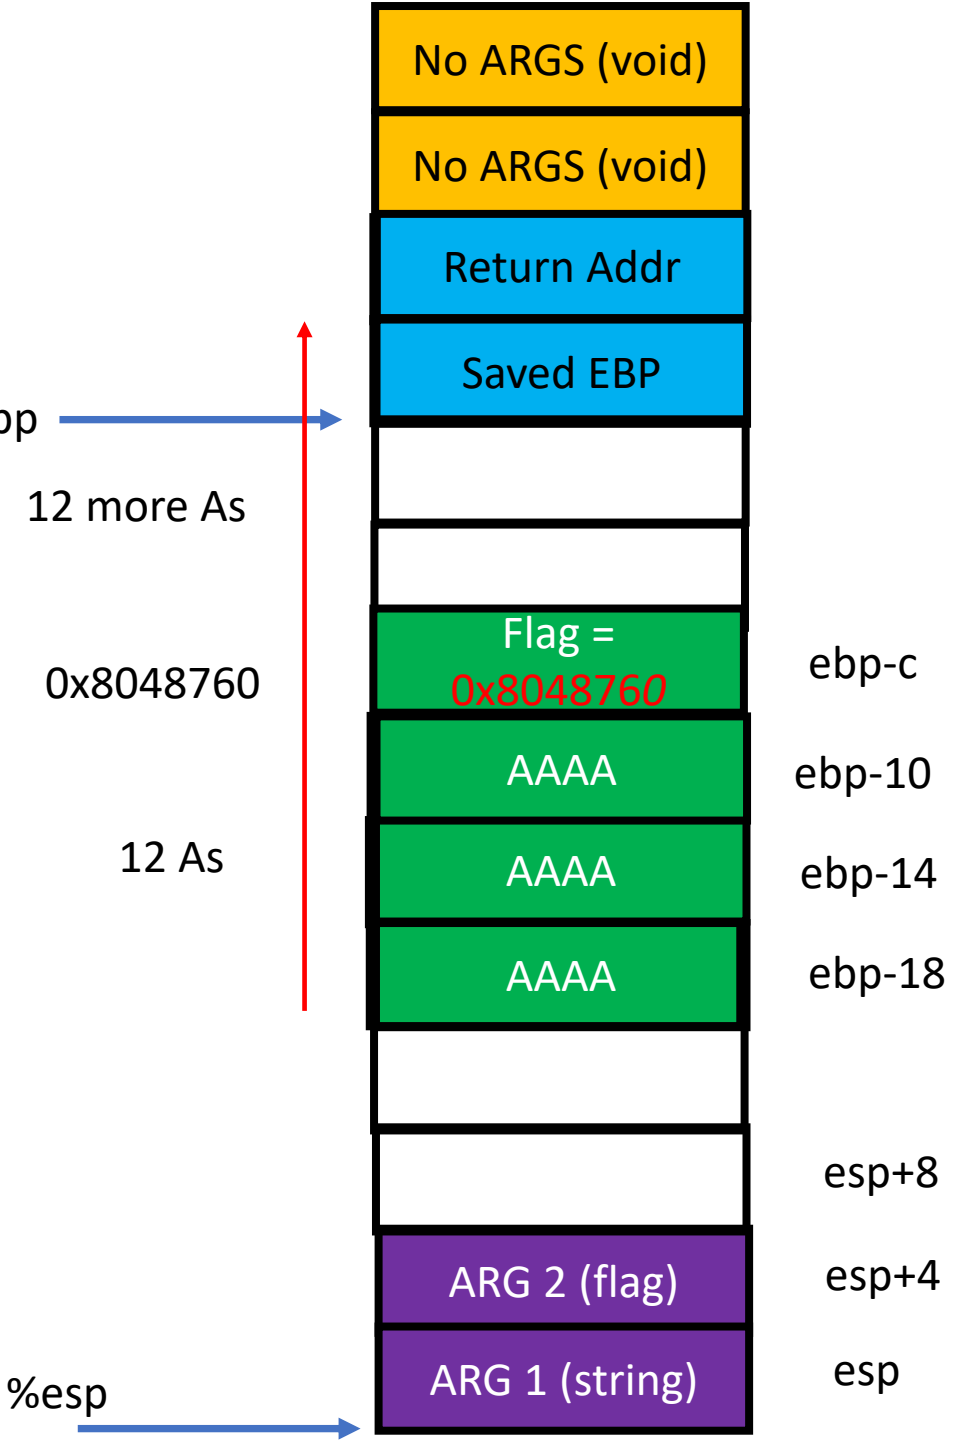 No ARGS (void)
No ARGS (void)
Return Addr
Saved EBP
12 more As
Flag =
0x8048760
0x8048760
ebp-c
AAAA
ebp-10
12 As
AAAA
ebp-14
AAAA
ebp-18
esp+8
ARG 2 (flag)
esp+4
ARG 1 (string)
esp
%esp